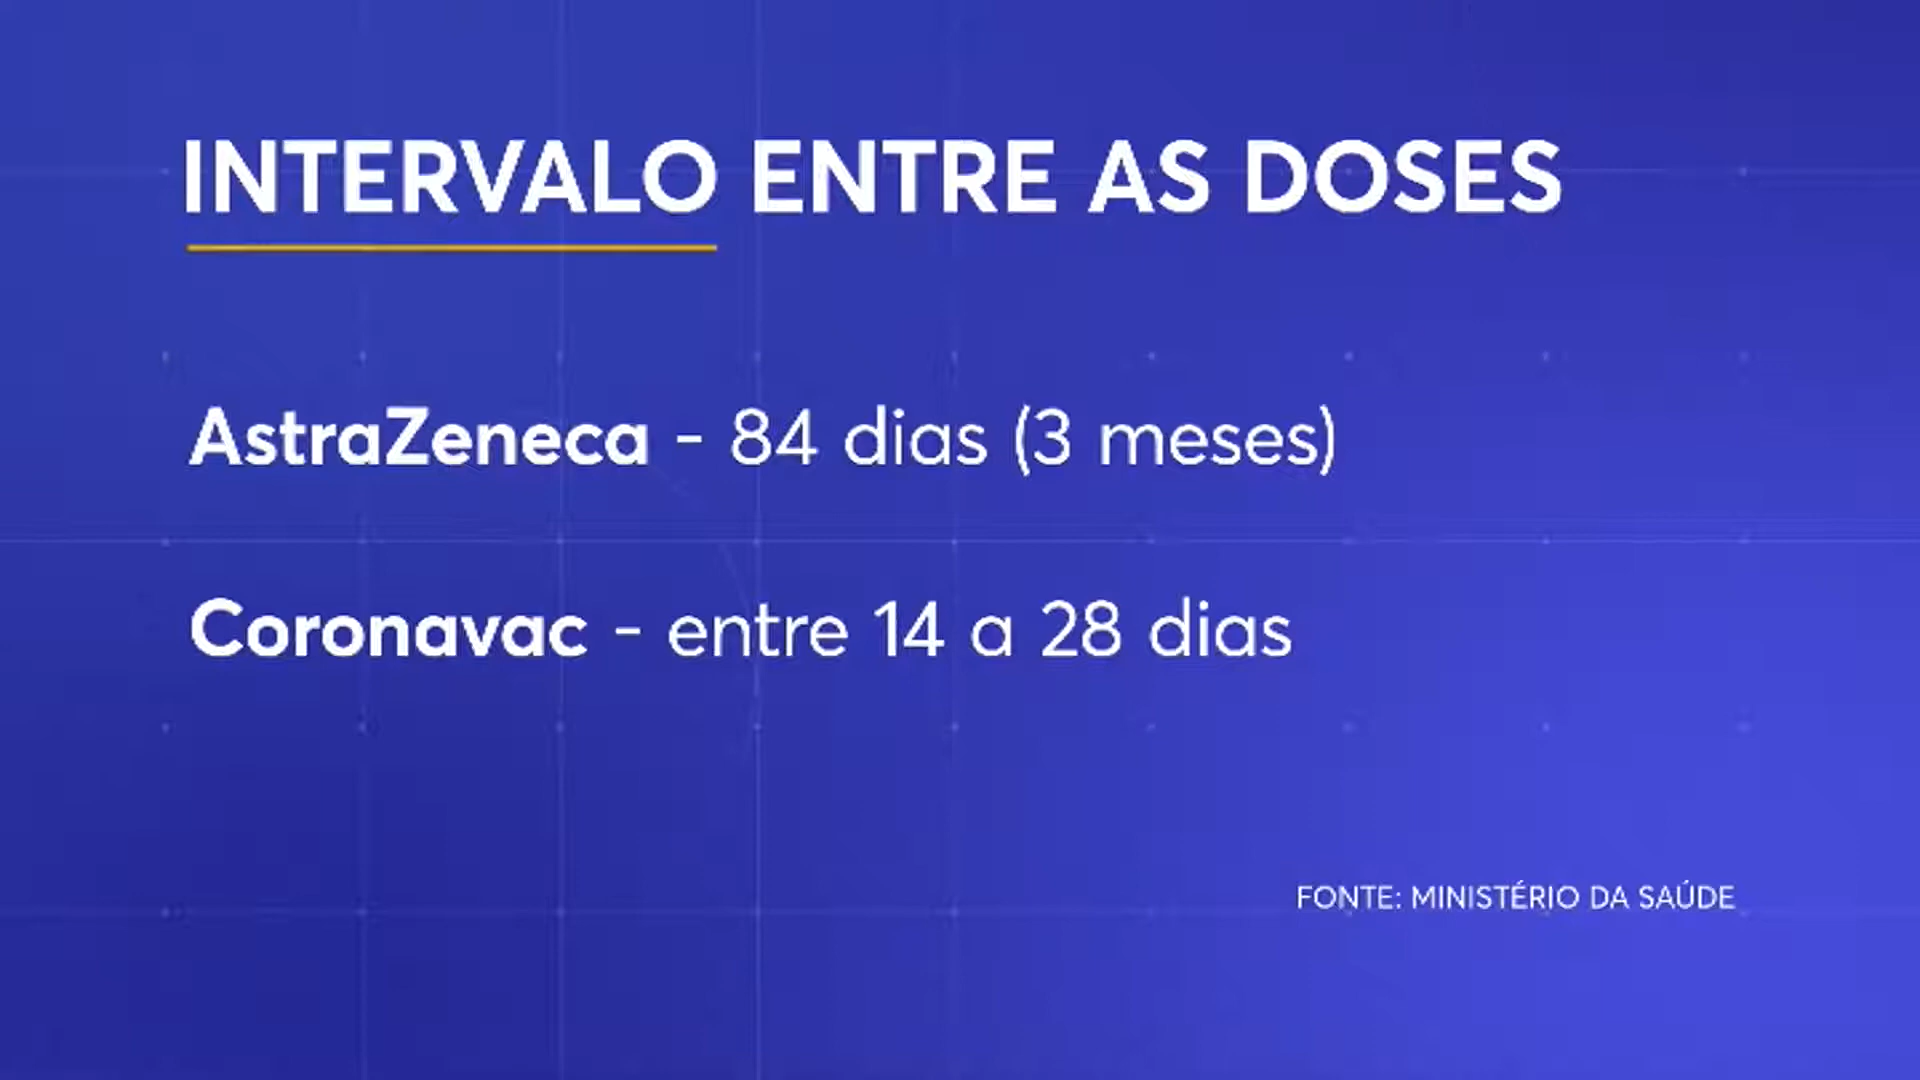 INTERVALO ENTRE AS DOSES
AstraZeneca - 84 dias (3 meses)
Coronavac - entre 14 a 28 dias
FONTE: MINISTÉRIO DA SAÚDE